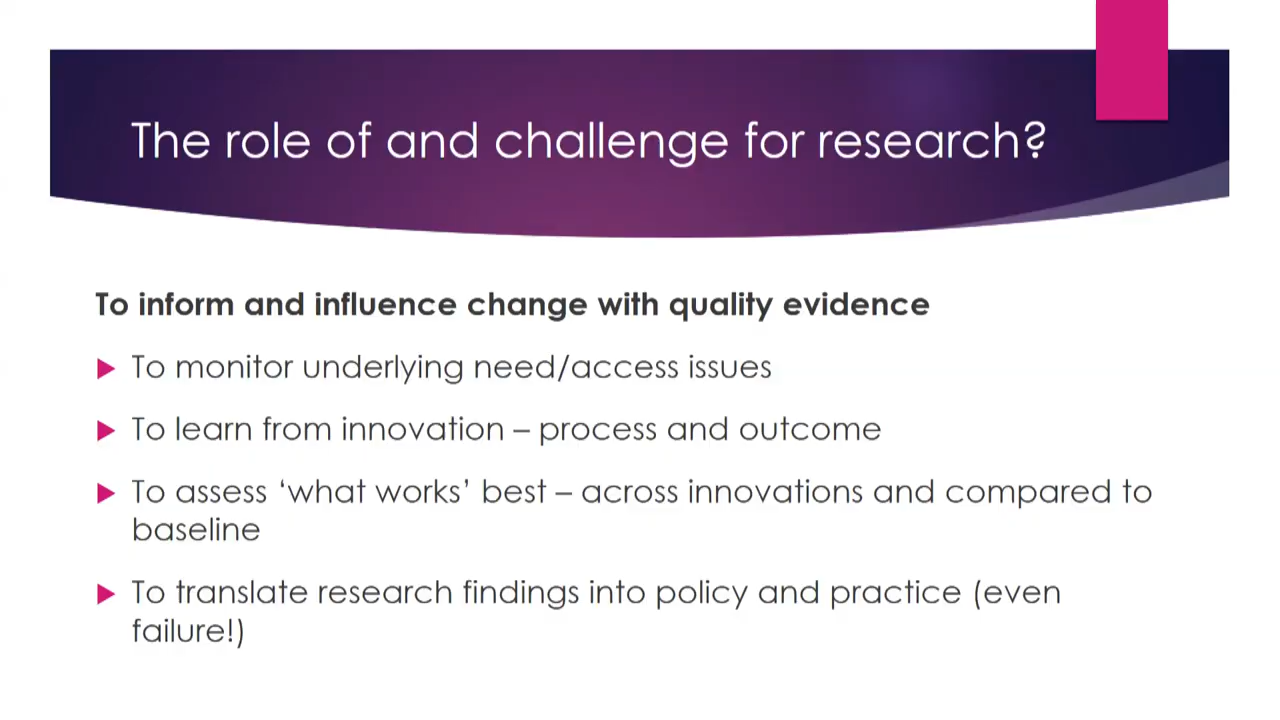 The role of and challenge for research?
To inform and influence change with quality evidence
To monitor underlying need/access issues
To learn from innovation – process and outcome
To assess ‘what works’ best – across innovations and compared to
baseline
To translate research findings into policy and practice (even
failure!)